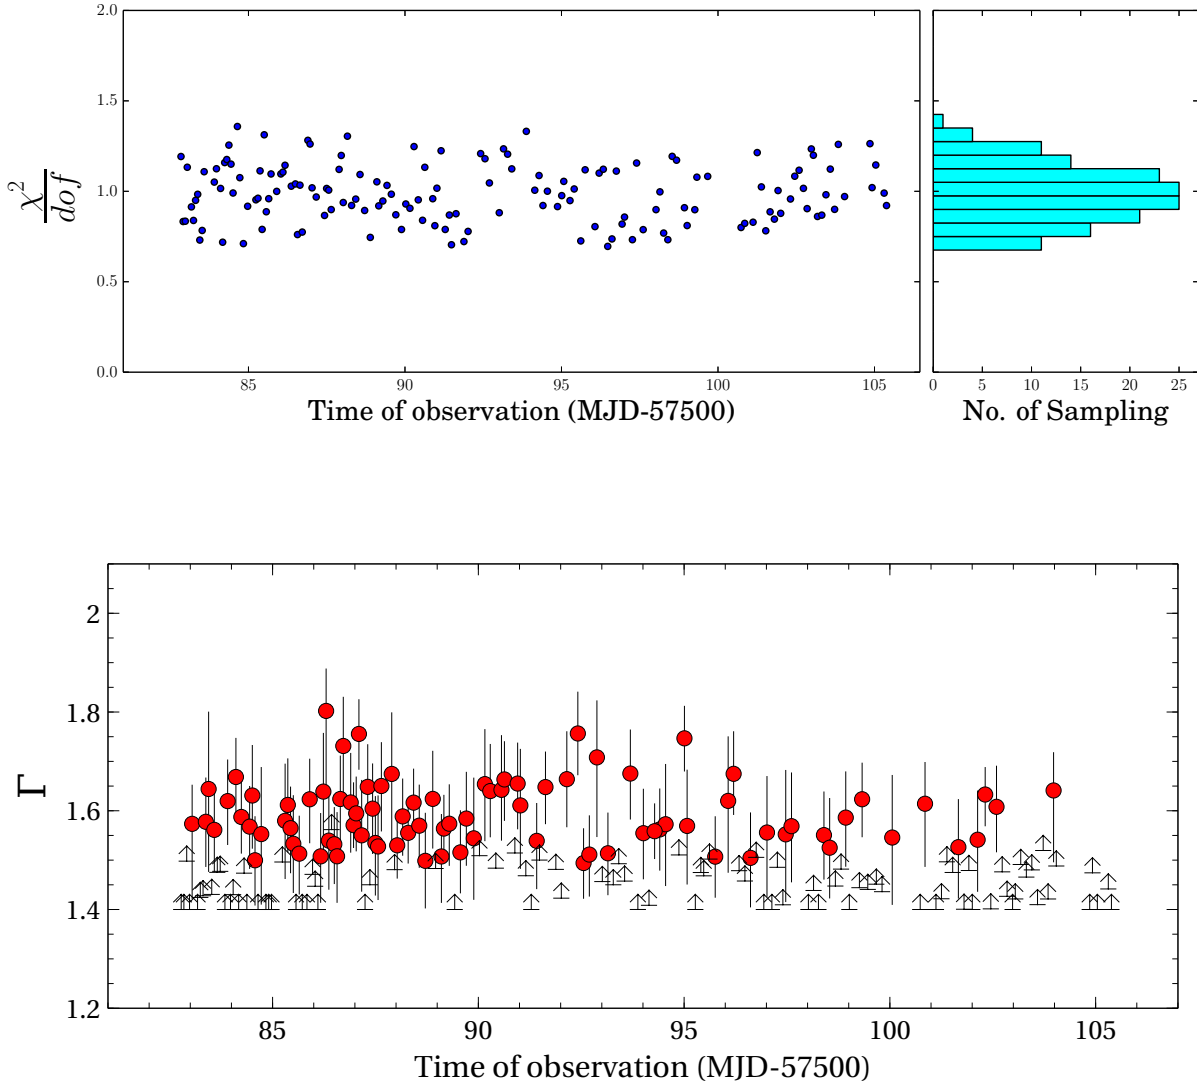 2.0
1.5
1.0
0.5
0.0
χ²
dof
85 90 95 100 105
0 5 10 15 20 25
Time of observation (MJD-57500)
No. of Sampling
2
1.8
1.6
1.4
1.2
Γ
85 90 95 100 105
Time of observation (MJD-57500)